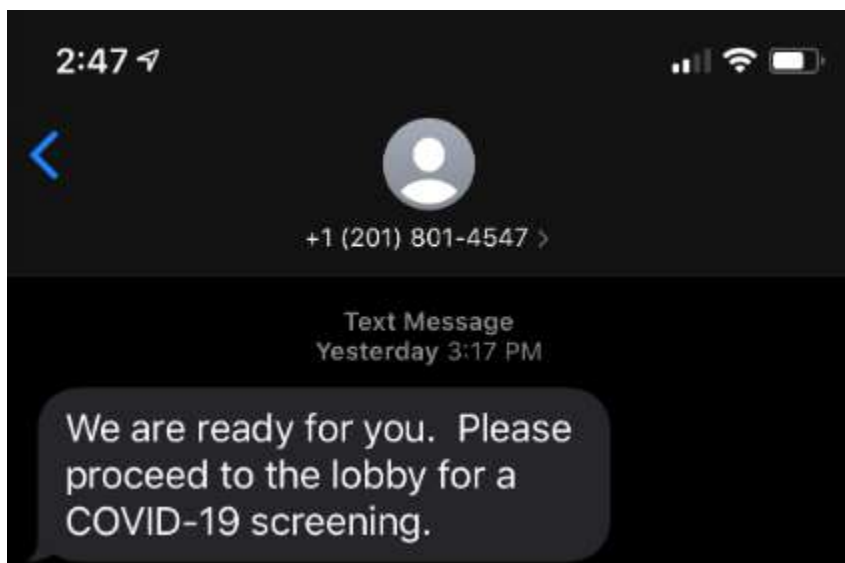 2:47
+1 (201) 801-4547 >
Text Message
Yesterday 3:17 PM
We are ready for you.  Please
proceed to the lobby for a
COVID-19 screening.